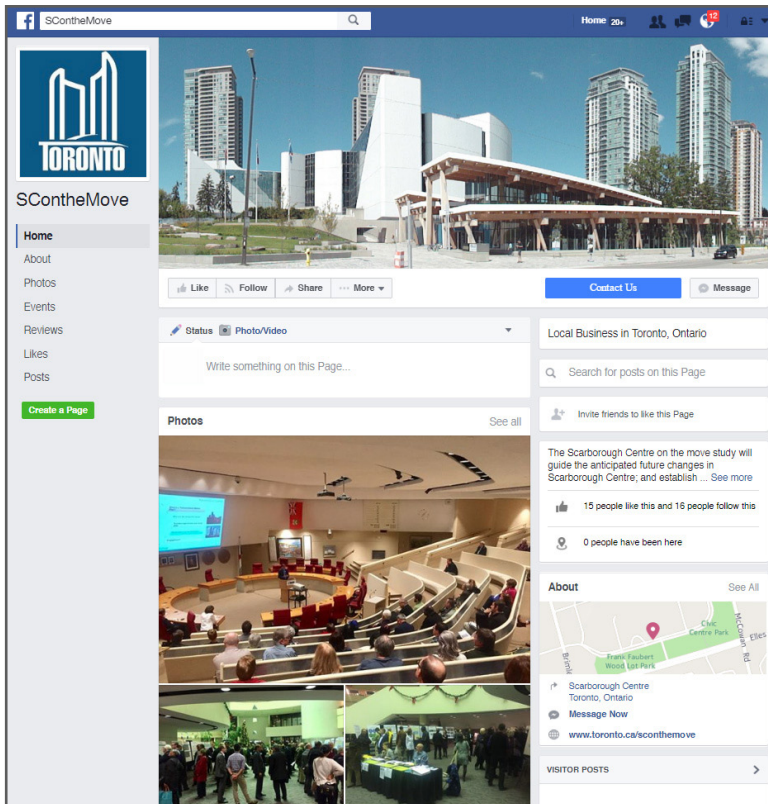 SContheMove
Home 20+
12
TORONTO
SContheMove
Home
About
Photos
Events
Reviews
Likes
Posts
Create a Page
Like
Follow
Share
More
Contact Us
Message
Status
Photo/Video
Write something on this Page...
Photos
See all
Local Business in Toronto, Ontario
Search for posts on this Page
Invite friends to like this Page
The Scarborough Centre on the move study will
guide the anticipated future changes in
Scarborough Centre; and establish ... See more
15 people like this and 16 people follow this
0 people have been here
About
See All
Civic
Centre Park
McCowan Rd
Elles
Frank Faubert
Wood Lot Park
Brimle
Scarborough Centre
Toronto, Ontario
Message Now
www.toronto.ca/sconthemove
VISITOR POSTS